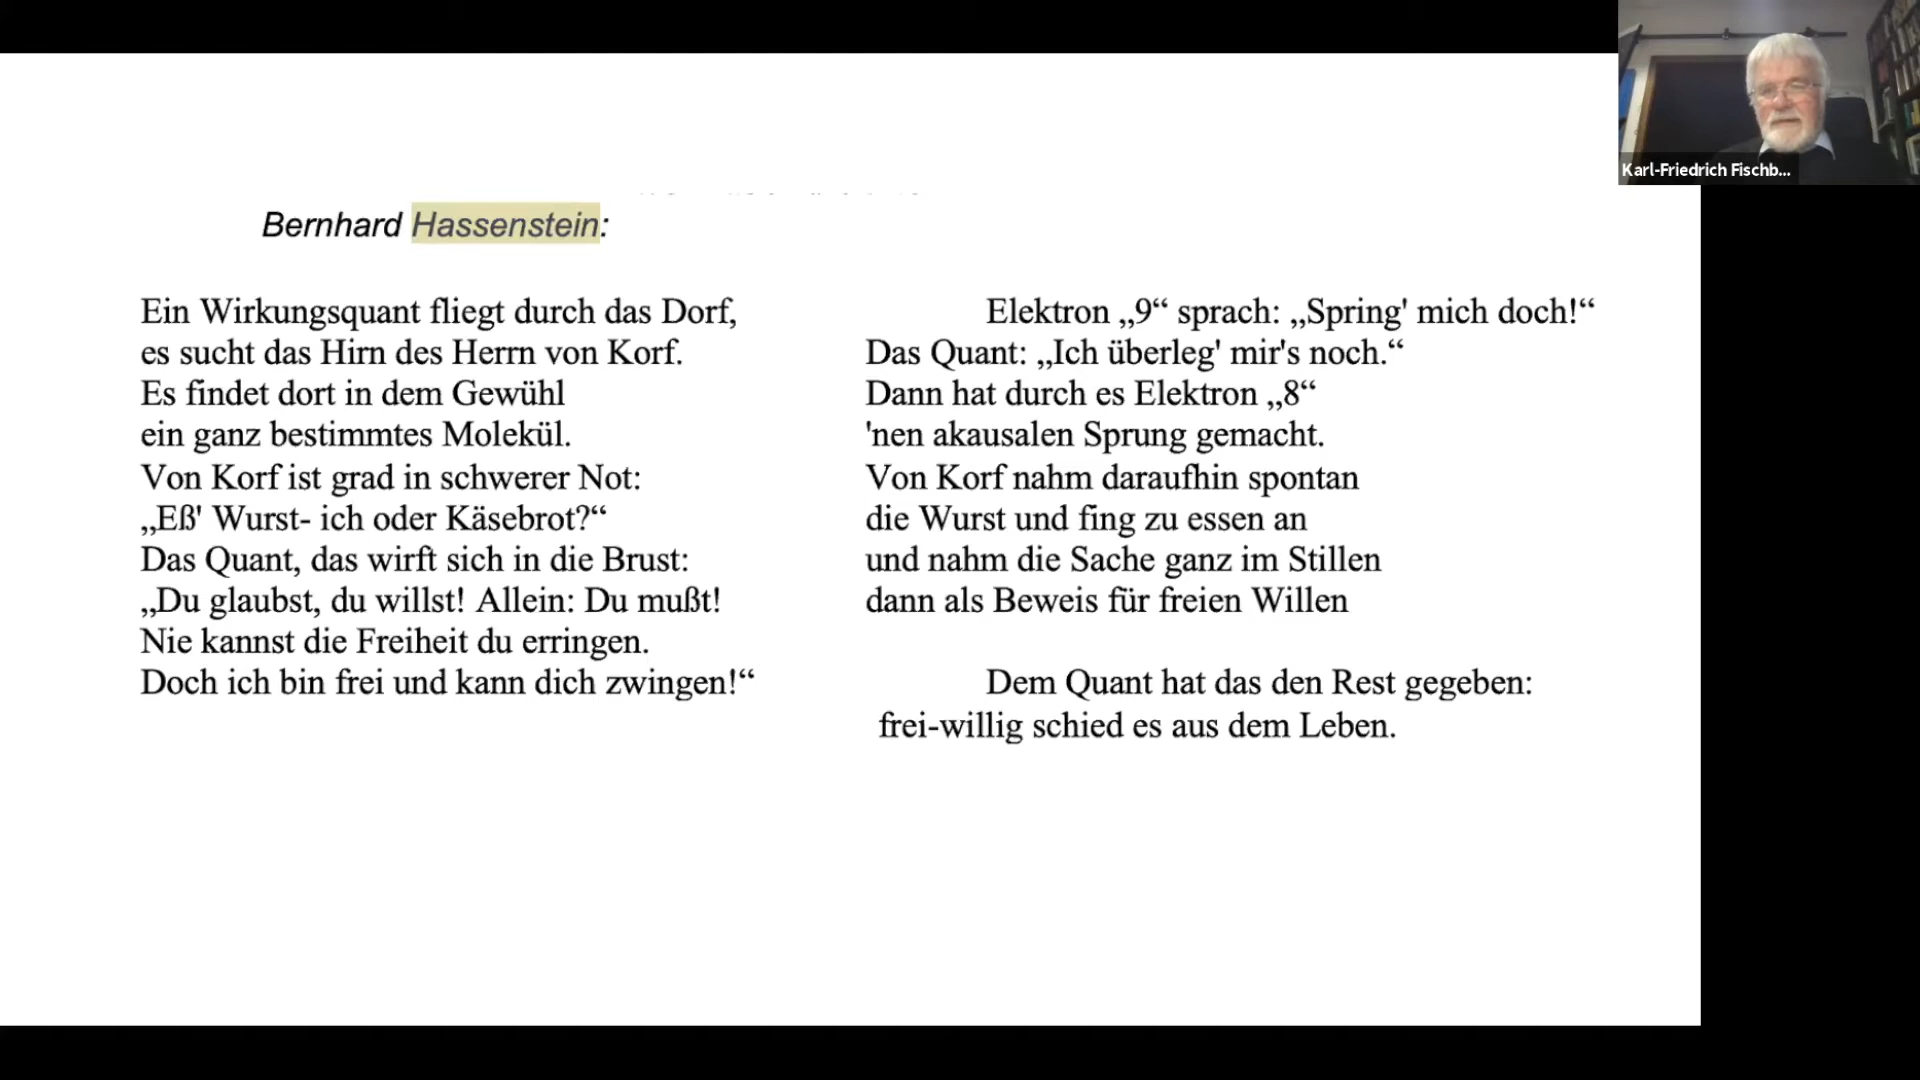 Karl-Friedrich Fischb...
Bernhard Hassenstein:
Ein Wirkungsquant fliegt durch das Dorf,
es sucht das Hirn des Herrn von Korf.
Es findet dort in dem Gewühl
ein ganz bestimmtes Molekül.
Von Korf ist grad in schwerer Not:
„Eß' Wurst- ich oder Käsebrot?“
Das Quant, das wirft sich in die Brust:
„Du glaubst, du willst! Allein: Du mußt!
Nie kannst die Freiheit du erringen.
Doch ich bin frei und kann dich zwingen!“
Elektron „9“ sprach: „Spring' mich doch!“
Das Quant: „Ich überleg' mir's noch.“
Dann hat durch es Elektron „8“
'nen akausalen Sprung gemacht.
Von Korf nahm daraufhin spontan
die Wurst und fing zu essen an
und nahm die Sache ganz im Stillen
dann als Beweis für freien Willen
Dem Quant hat das den Rest gegeben:
frei-willig schied es aus dem Leben.